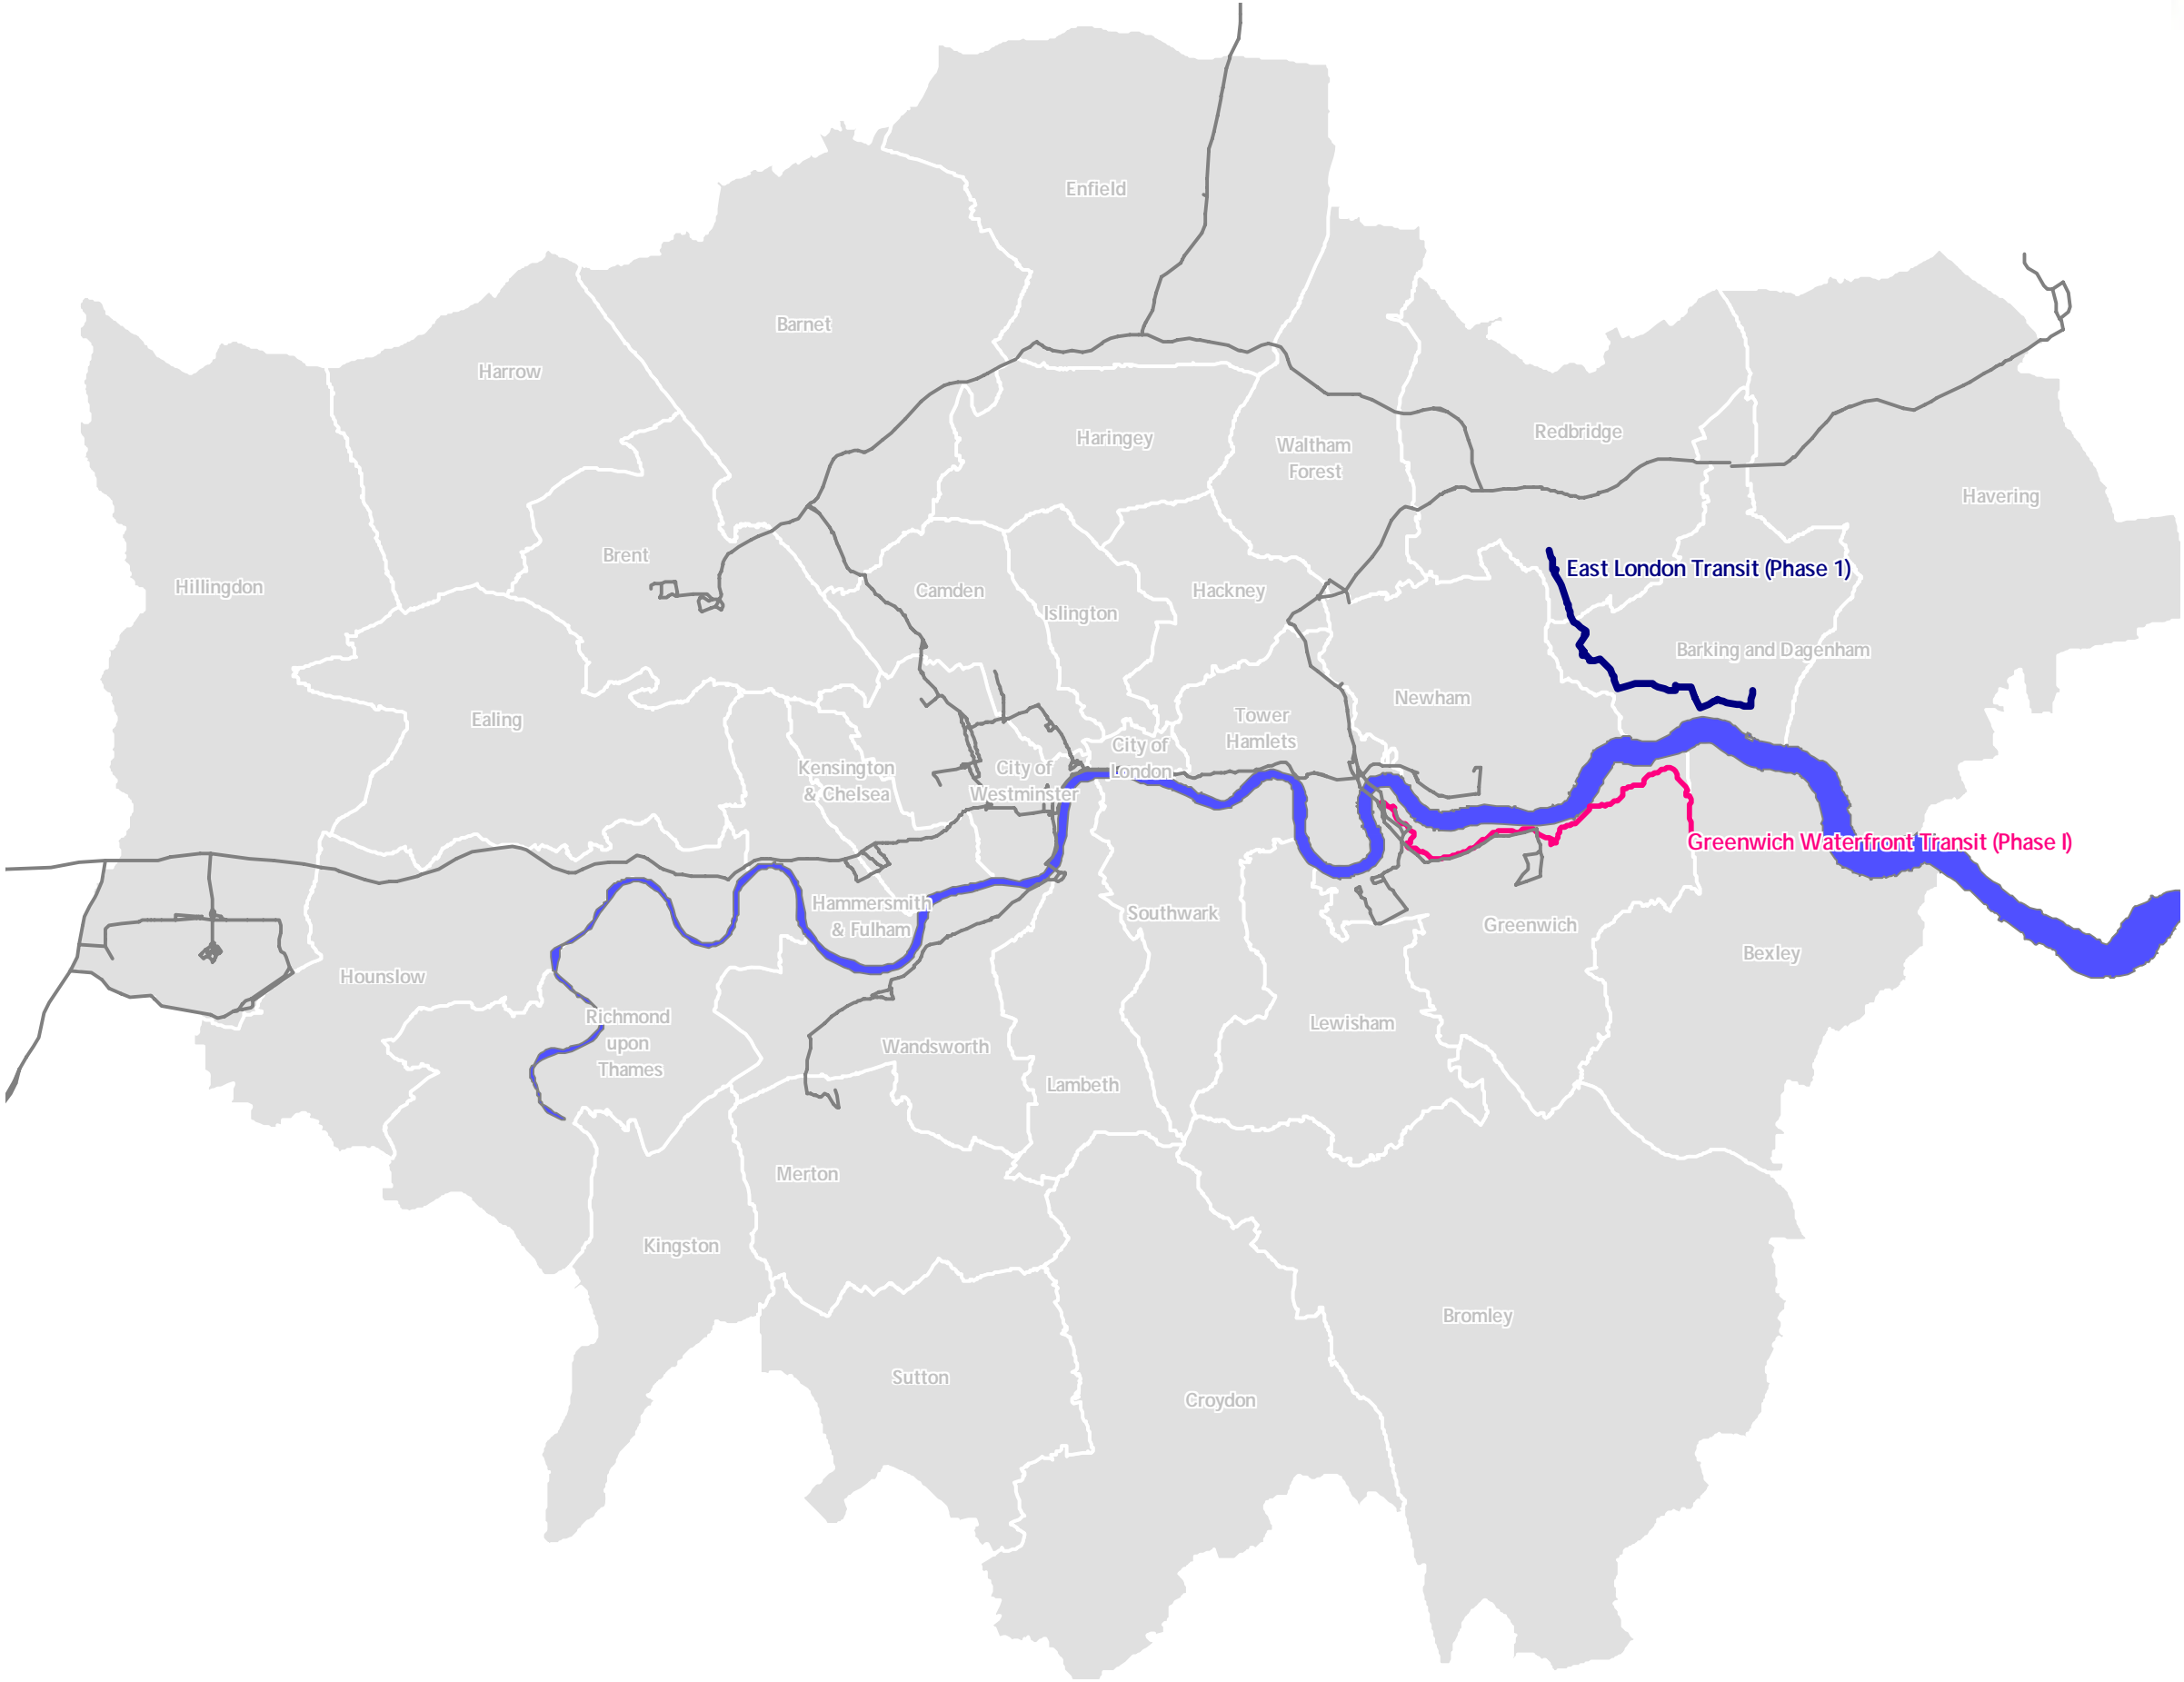 Enfield
Barnet
Harrow
Haringey
Waltham
Forest
Redbridge
Havering
Brent
Hillingdon
Camden
Islington
Hackney
East London Transit (Phase 1)
Barking and Dagenham
Newham
Ealing
Tower
Hamlets
City of
London
Kensington
& Chelsea
City of
Westminster
Greenwich Waterfront Transit (Phase I)
Hammersmith
& Fulham
Southwark
Greenwich
Bexley
Hounslow
Richmond
upon
Thames
Lewisham
Wandsworth
Lambeth
Merton
Kingston
Bromley
Sutton
Croydon